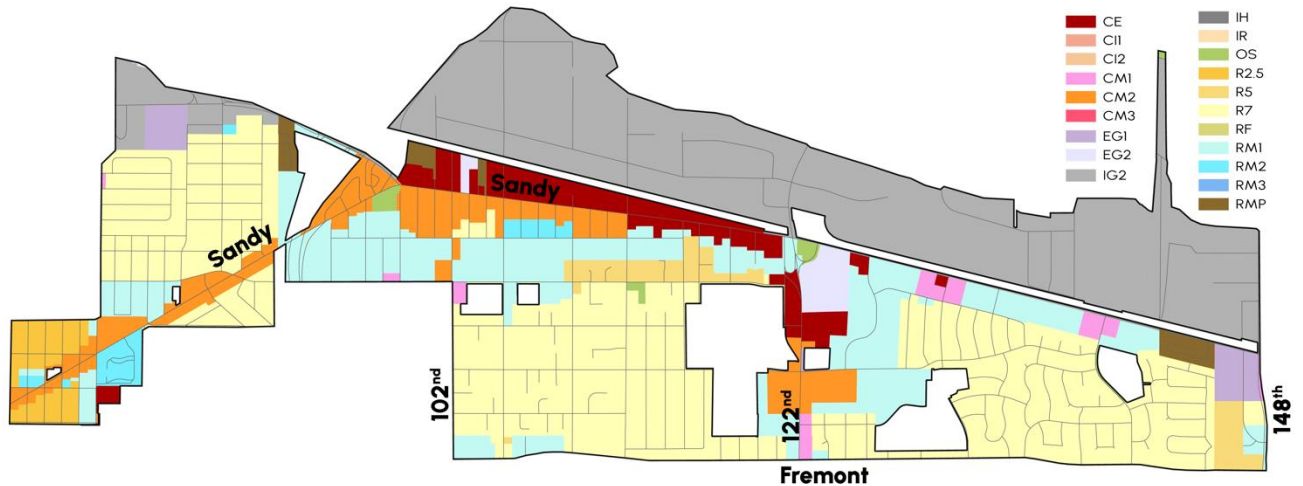 CE
CI1
CI2
CM1
CM2
CM3
EG1
EG2
IG2
IH
IR
OS
R2.5
R5
R7
RF
RM1
RM2
RM3
RMP
Sandy
Sandy
102nd
122nd
148th
Fremont